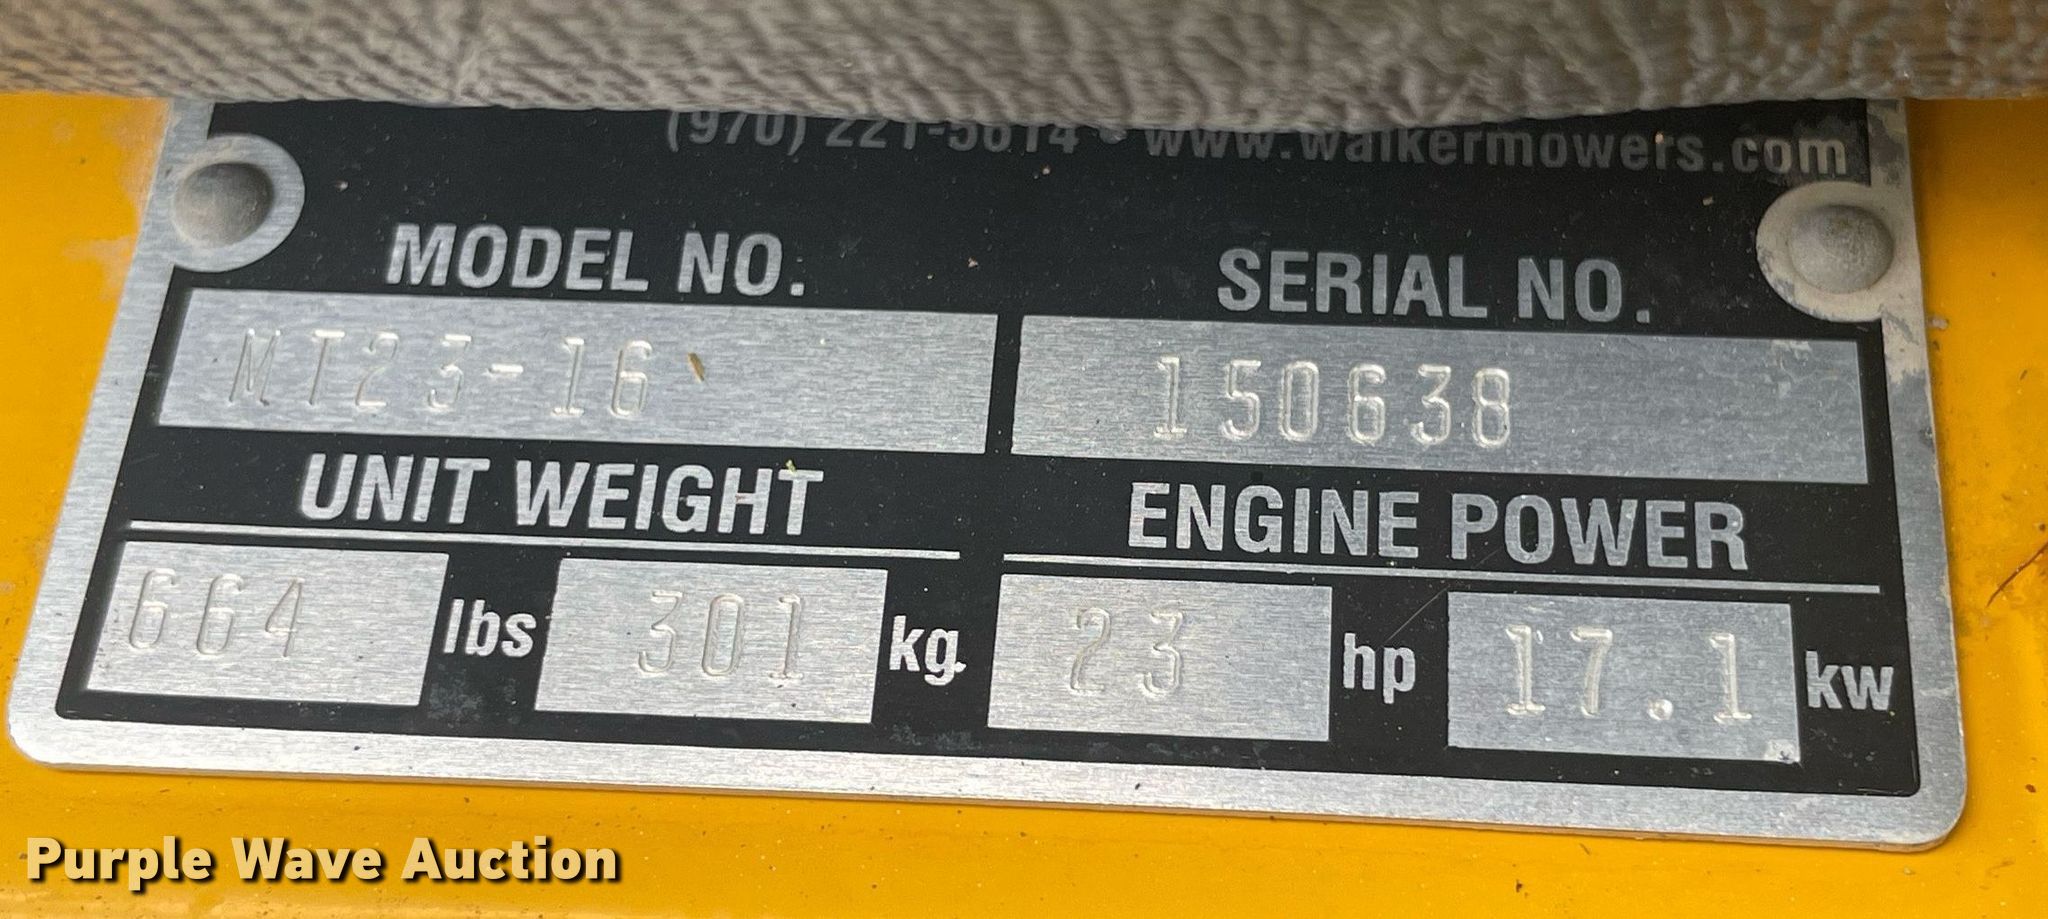 (970) 221-5614 • www.walkermowers.com
MODEL NO. SERIAL NO.
MT23-16 150638
UNIT WEIGHT ENGINE POWER
664 lbs 301 kg. 23 hp 17.1 kw
Purple Wave Auction